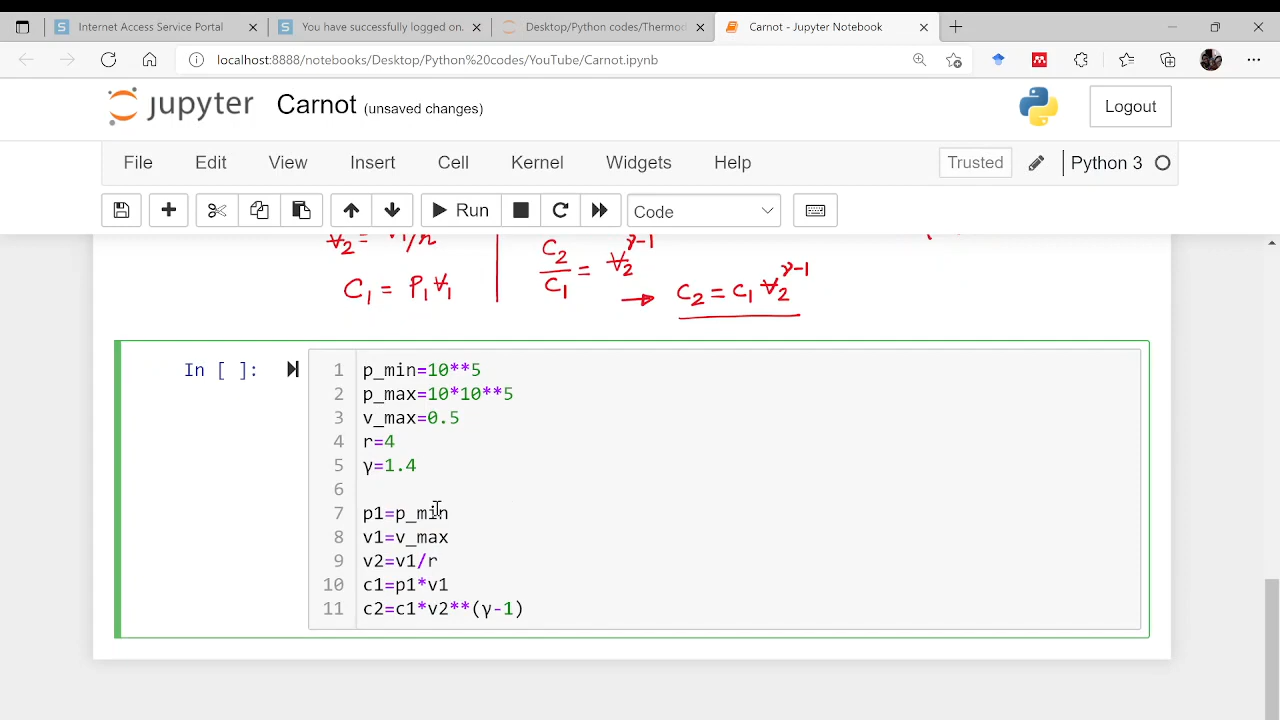 Internet Access Service Portal
You have successfully logged on.
Desktop/Python codes/Thermod
Carnot - Jupyter Notebook
localhost:8888/notebooks/Desktop/Python%20codes/YouTube/Carnot.ipynb
jupyter Carnot (unsaved changes)
Logout
File Edit View Insert Cell Kernel Widgets Help
Trusted Python 3
Run Code
C₂/C₁ = V₂^γ-1
C₁ = P₁V₁
→ C₂ = C₁ V₂^γ-1
In [ ]:
1 p_min=10**5
2 p_max=10*10**5
3 v_max=0.5
4 r=4
5 γ=1.4
6
7 p1=p_min
8 v1=v_max
9 v2=v1/r
10 c1=p1*v1
11 c2=c1*v2**(γ-1)